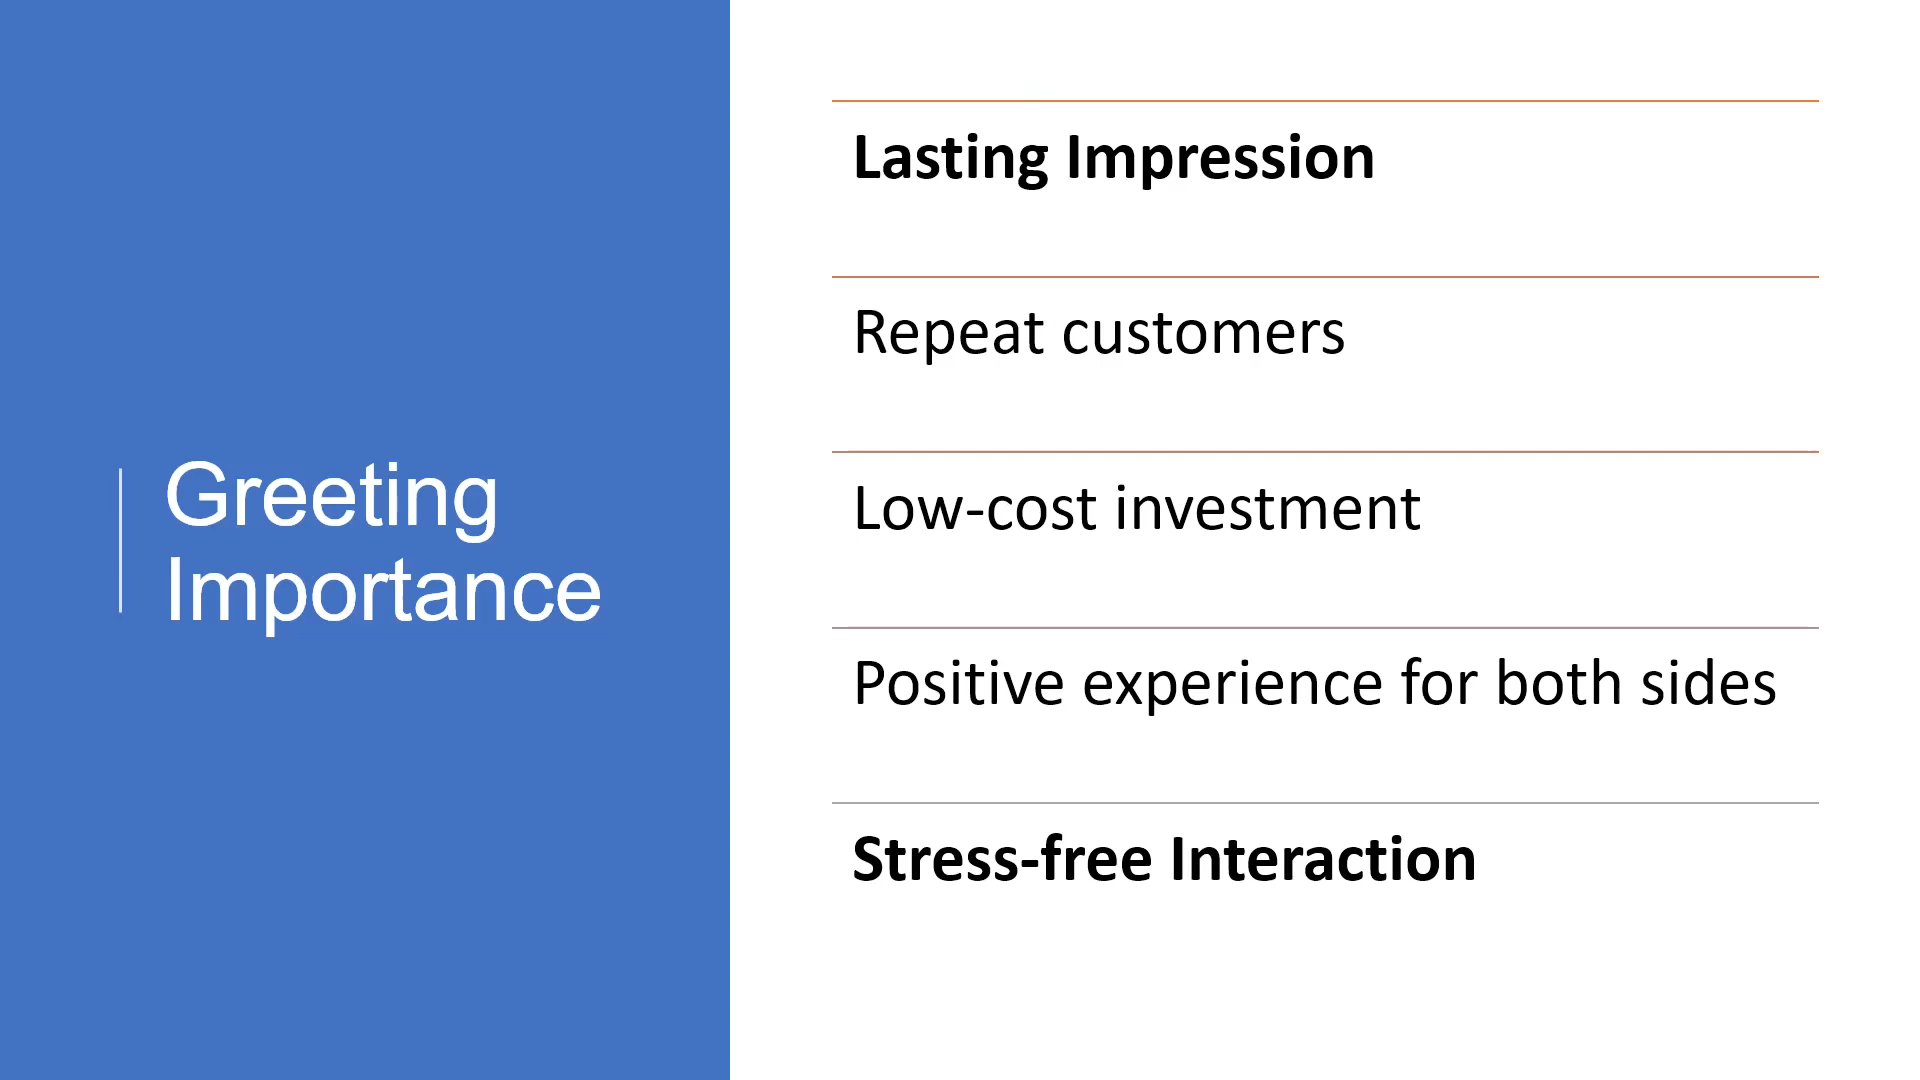 Greeting
Importance
Lasting Impression
Repeat customers
Low-cost investment
Positive experience for both sides
Stress-free Interaction